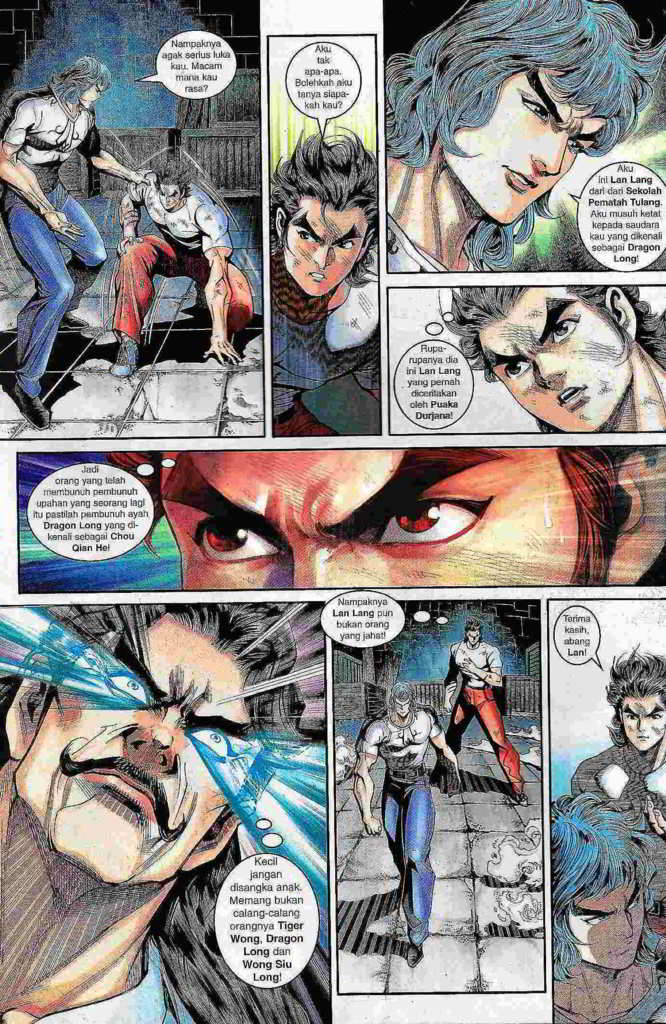 Nampaknya
agak serius luka
kau. Macam
mana kau
rasa?
Aku
tak
apa-apa.
Bolehkah aku
tanya siapa-
kah kau?
Aku
ini Lan Lang
dari dari Sekolah
Pematah Tulang.
Aku musuh ketat
kepada saudara
kau yang dikenali
sebagai Dragon
Long!
Rupa-
rupanya dia
ini Lan Lang
yang pernah
diceritakan
oleh Puaka
Durjana!
Jadi
orang yang telah
membunuh pembunuh
upahan yang seorang lagi
itu pastilah pembunuh ayah
Dragon Long yang di-
kenali sebagai Chou
Qian He!
Kecil
jangan
disangka anak.
Memang bukan
calang-calang
orangnya Tiger
Wong, Dragon
Long dan
Wong Siu
Long!
Nampaknya
Lan Lang pun
bukan orang
yang jahat!
Terima
kasih,
abang
Lan!